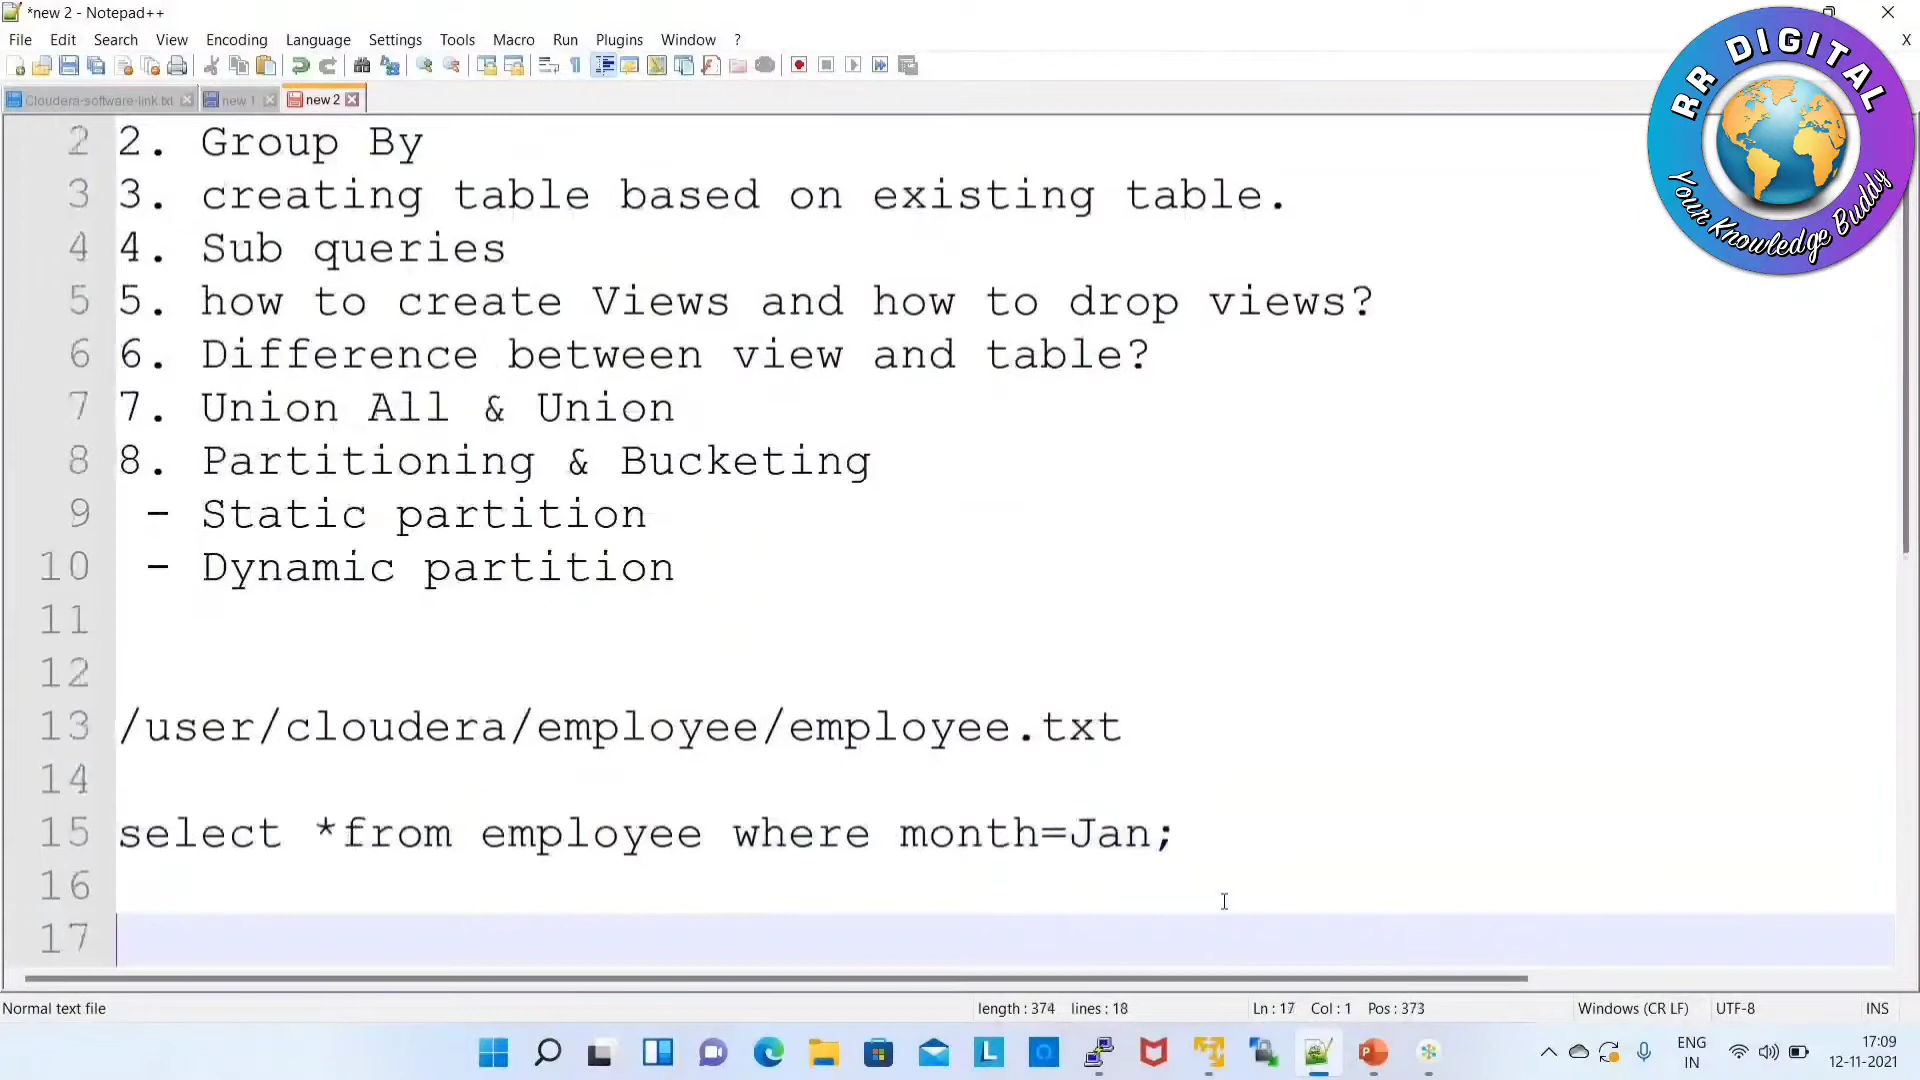 *new 2 - Notepad++
File Edit Search View Encoding Language Settings Tools Macro Run Plugins Window ?
X
Cloudera-software-link.txt new 1 new 2
RR DIGITAL
Your Knowledge Buddy
2 2. Group By
3 3. creating table based on existing table.
4 4. Sub queries
5 5. how to create Views and how to drop views?
6 6. Difference between view and table?
7 7. Union All & Union
8 8. Partitioning & Bucketing
9 - Static partition
10 - Dynamic partition
11
12
13 /user/cloudera/employee/employee.txt
14
15 select *from employee where month=Jan;
16
17
Normal text file length : 374 lines : 18 Ln : 17 Col : 1 Pos : 373 Windows (CR LF) UTF-8 INS
ENG
IN
17:09
12-11-2021